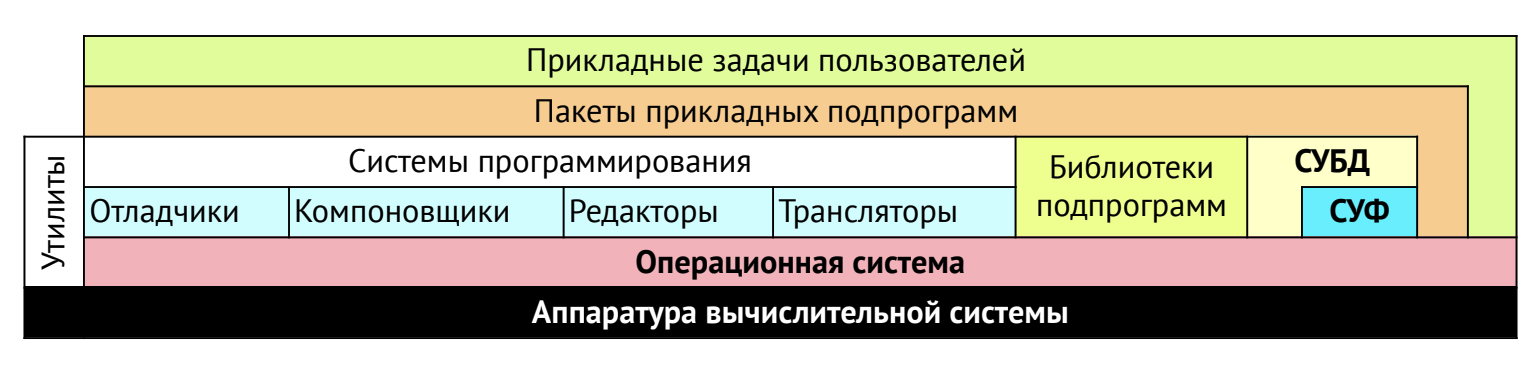 Прикладные задачи пользователей
Пакеты прикладных подпрограмм
Утилиты
Системы программирования
Библиотеки
подпрограмм
СУБД
Отладчики
Компоновщики
Редакторы
Трансляторы
СУФ
Операционная система
Аппаратура вычислительной системы